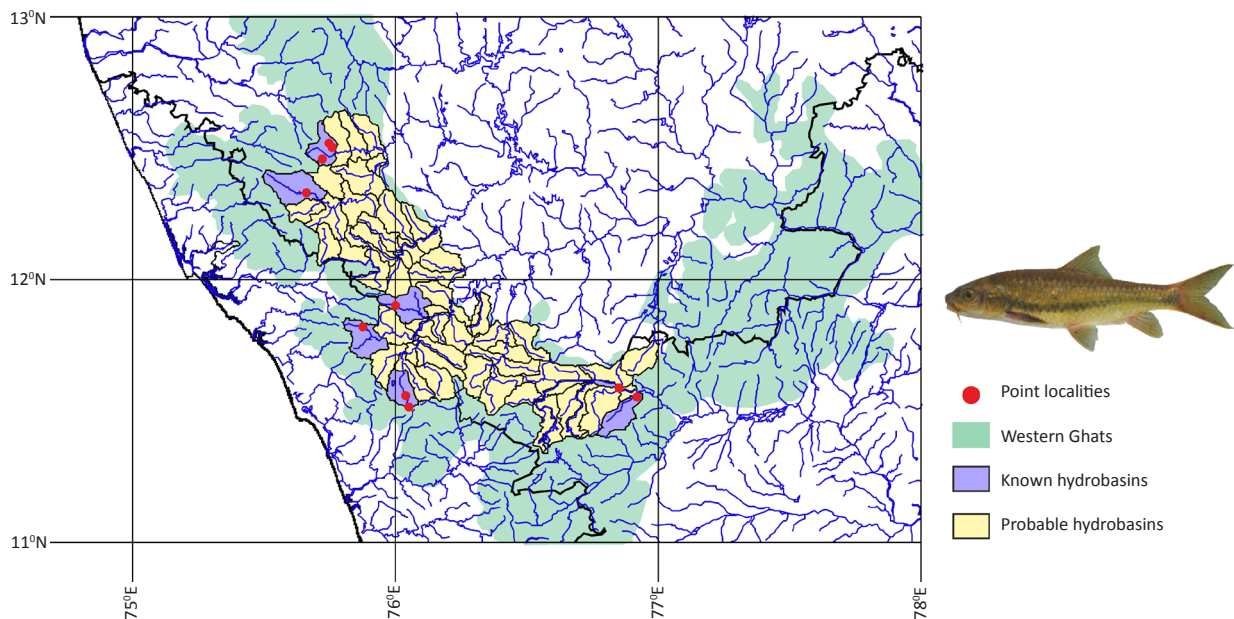 13⁰N
12⁰N
11⁰N
75⁰E
76⁰E
77⁰E
78⁰E
Point localities
Western Ghats
Known hydrobasins
Probable hydrobasins